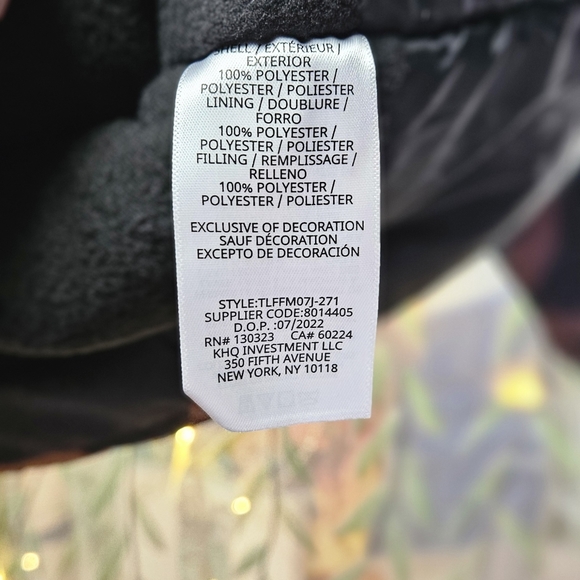 SHELL / EXTÉRIEUR /
EXTERIOR
100% POLYESTER /
POLYESTER / POLIESTER
LINING / DOUBLURE /
FORRO
100% POLYESTER /
POLYESTER / POLIESTER
FILLING / REMPLISSAGE /
RELLENO
100% POLYESTER /
POLYESTER / POLIESTER
EXCLUSIVE OF DECORATION
SAUF DÉCORATION
EXCEPTO DE DECORACIÓN
STYLE:TLFFM07J-271
SUPPLIER CODE:8014405
D.O.P. :07/2022
RN# 130323 CA# 60224
KHQ INVESTMENT LLC
350 FIFTH AVENUE
NEW YORK, NY 10118